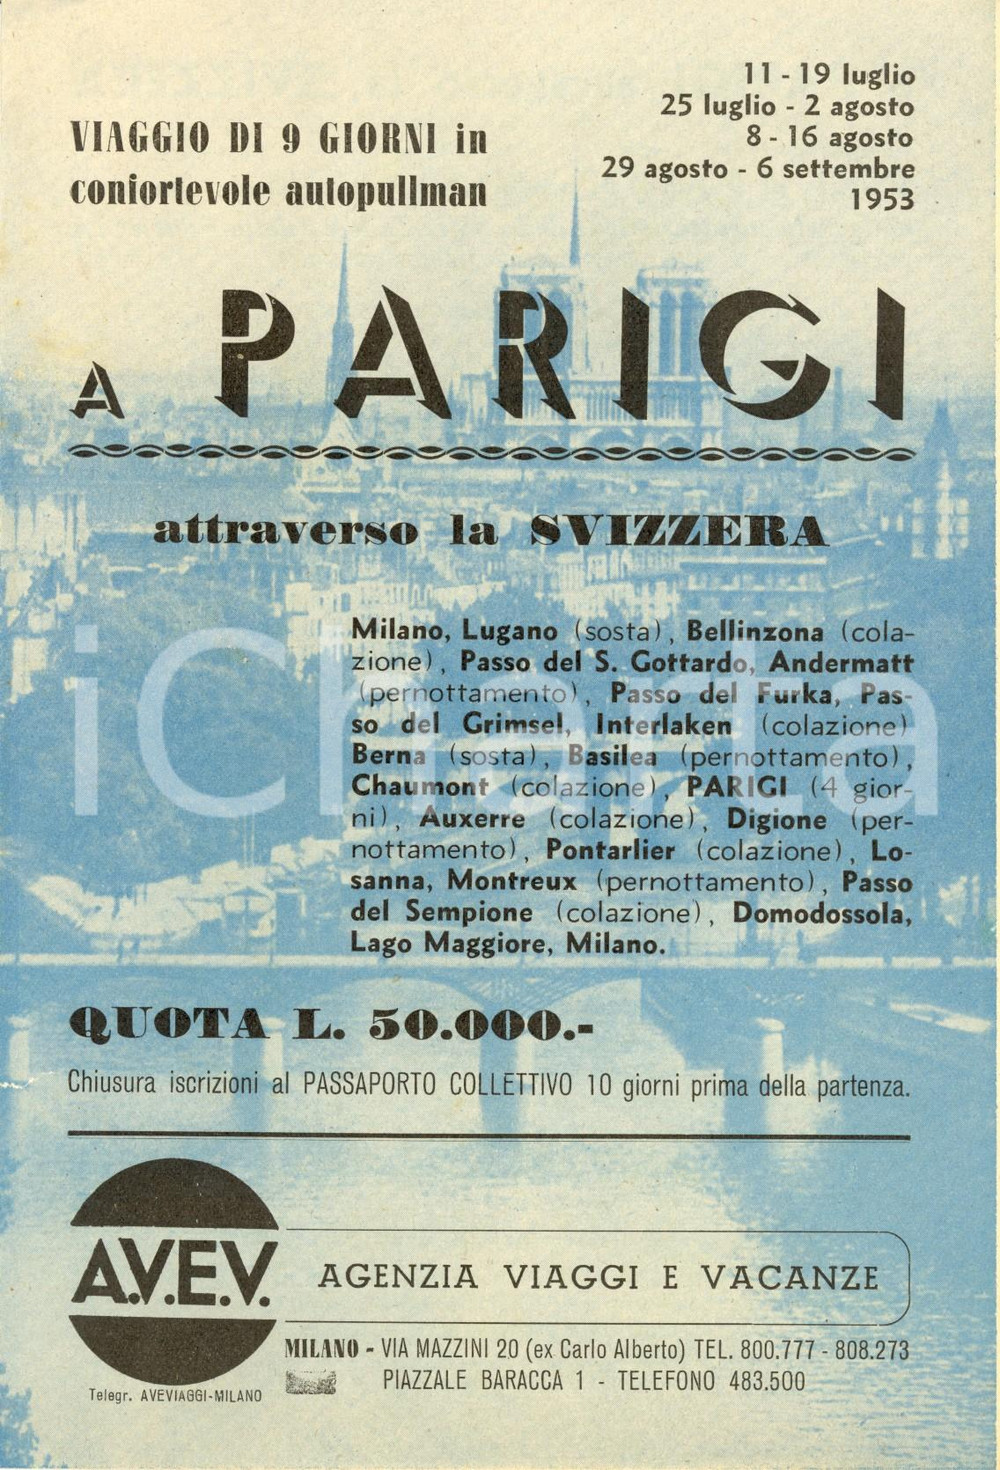 11 - 19 luglio
25 luglio - 2 agosto
8 - 16 agosto
29 agosto - 6 settembre
1953
VIAGGIO DI 9 GIORNI in
confortevole autopullman
A PARIGI
attraverso la SVIZZERA
Milano, Lugano (sosta), Bellinzona (cola-
zione), Passo del S. Gottardo, Andermatt
(pernottamento), Passo del Furka, Pas-
so del Grimsel, Interlaken (colazione)
Berna (sosta), Basilea (pernottamento),
Chaumont (colazione), PARIGI (4 gior-
ni), Auxerre (colazione), Digione (per-
nottamento), Pontarlier (colazione), Lo-
sanna, Montreux (pernottamento), Passo
del Sempione (colazione), Domodossola,
Lago Maggiore, Milano.
iCharta
QUOTA L. 50.000.-
Chiusura iscrizioni al PASSAPORTO COLLETTIVO 10 giorni prima della partenza.
A.V.E.V.
AGENZIA VIAGGI E VACANZE
MILANO - VIA MAZZINI 20 (ex Carlo Alberto) TEL. 800.777 - 808.273
PIAZZALE BARACCA 1 - TELEFONO 483.500
Telegr. AVEVIAGGI-MILANO